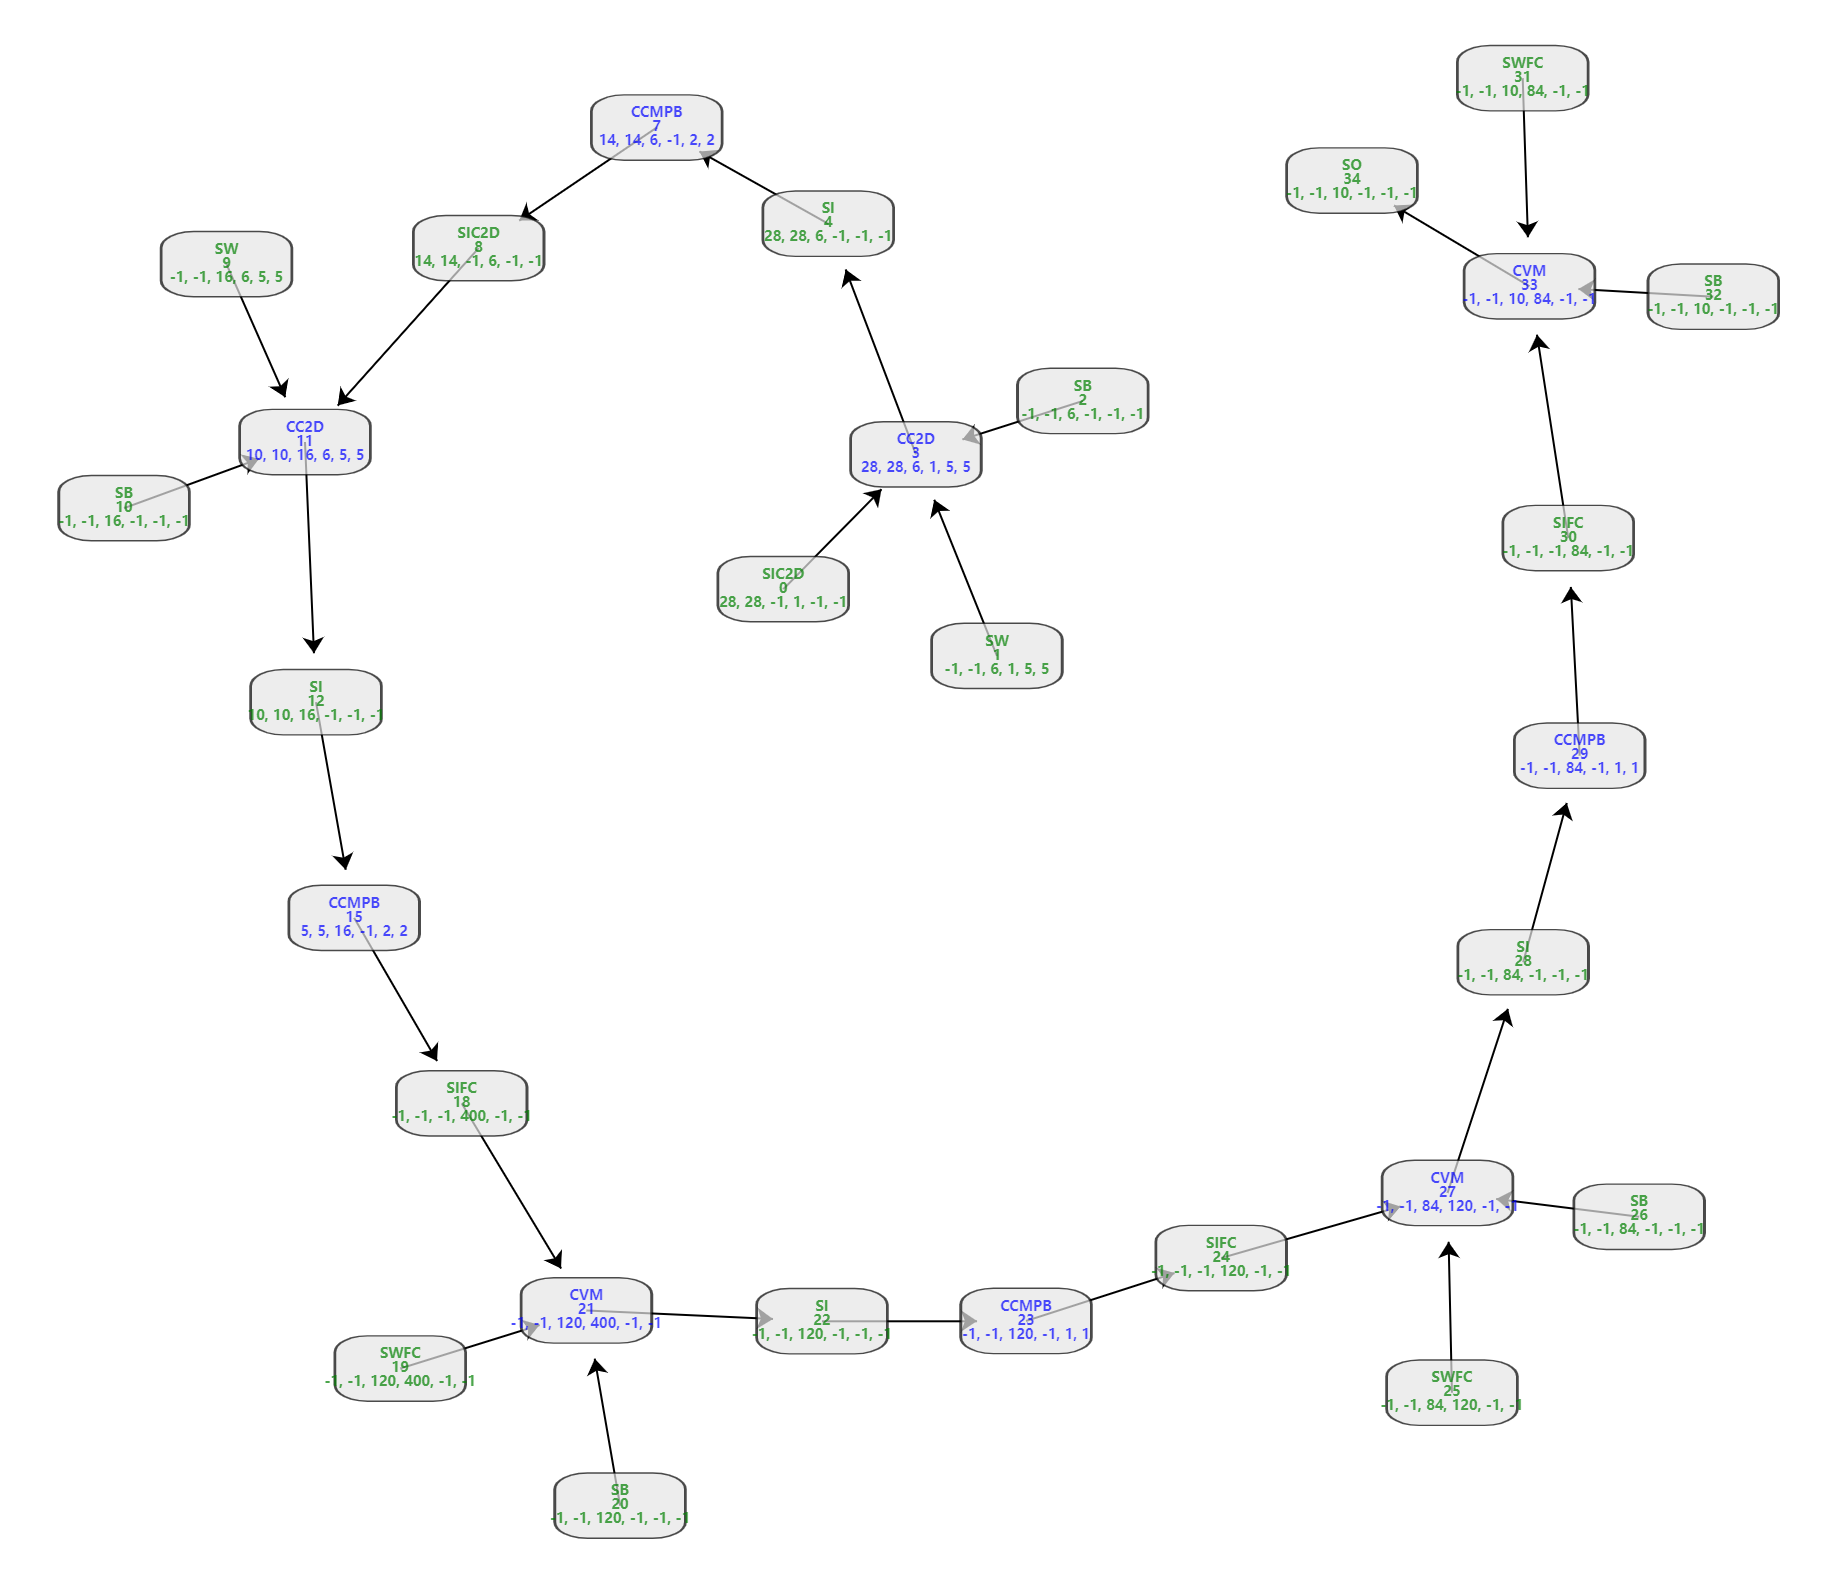 SWFC
31
-1, -1, 10, 84, -1, -1
CCMPB
7
14, 14, 6, -1, 2, 2
SO
34
-1, -1, 10, -1, -1, -1
SI
4
28, 28, 6, -1, -1, -1
SIC2D
8
14, 14, -1, 6, -1, -1
SW
9
-1, -1, 16, 6, 5, 5
CVM
33
-1, -1, 10, 84, -1, -1
SB
32
-1, -1, 10, -1, -1, -1
SB
2
-1, -1, 6, -1, -1, -1
CC2D
11
10, 10, 16, 6, 5, 5
CC2D
3
28, 28, 6, 1, 5, 5
SB
10
-1, -1, 16, -1, -1, -1
SIFC
30
-1, -1, -1, 84, -1, -1
SIC2D
0
28, 28, -1, 1, -1, -1
SW
1
-1, -1, 6, 1, 5, 5
SI
12
10, 10, 16, -1, -1, -1
CCMPB
29
-1, -1, 84, -1, 1, 1
CCMPB
15
5, 5, 16, -1, 2, 2
SI
28
-1, -1, 84, -1, -1, -1
SIFC
18
-1, -1, -1, 400, -1, -1
CVM
27
-1, -1, 84, 120, -1, -1
SB
26
-1, -1, 84, -1, -1, -1
SIFC
24
-1, -1, -1, 120, -1, -1
CVM
21
-1, -1, 120, 400, -1, -1
SI
22
-1, -1, 120, -1, -1, -1
CCMPB
23
-1, -1, 120, -1, 1, 1
SWFC
19
-1, -1, 120, 400, -1, -1
SWFC
25
-1, -1, 84, 120, -1, -1
SB
20
-1, -1, 120, -1, -1, -1